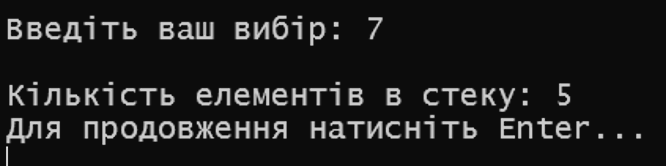 Введіть ваш вибір: 7
Кількість елементів в стеку: 5
Для продовження натисніть Enter...